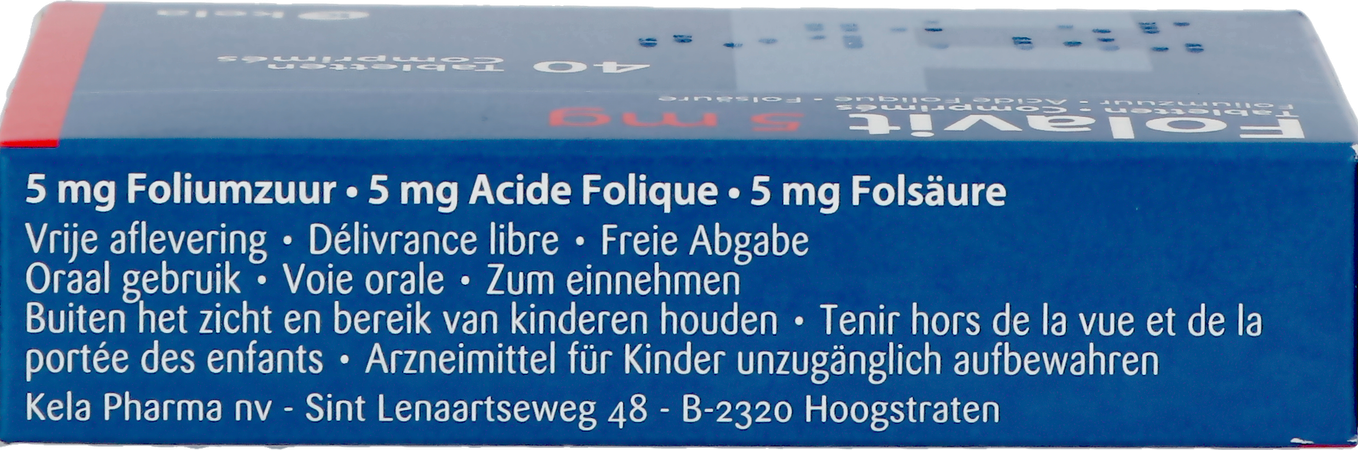 kela
40 Tabletten
Comprimés
Foliumzuur • Acide Folique • Folsäure
Tabletten • Comprimés
Folavit 5 mg
5 mg Foliumzuur • 5 mg Acide Folique • 5 mg Folsäure
Vrije aflevering • Délivrance libre • Freie Abgabe
Oraal gebruik • Voie orale • Zum einnehmen
Buiten het zicht en bereik van kinderen houden • Tenir hors de la vue et de la
portée des enfants • Arzneimittel für Kinder unzugänglich aufbewahren
Kela Pharma nv - Sint Lenaartseweg 48 - B-2320 Hoogstraten